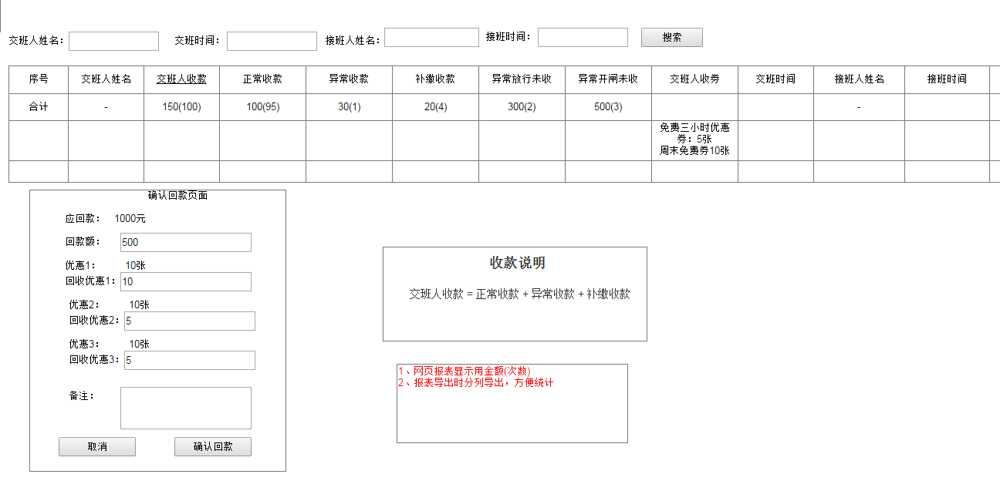 交班人姓名： 交班时间： 接班人姓名： 接班时间： 搜索
序号 交班人姓名 交班人收款 正常收款 异常收款 补缴收款 异常放行未收 异常开闸未收 交班人收券 交班时间 接班人姓名 接班时间
合计 - 150(100) 100(95) 30(1) 20(4) 300(2) 500(3) -
免费三小时优惠
券：5张
周末免费券10张
确认回款页面
应回款： 1000元
回款额： 500
优惠1： 10张
回收优惠1： 10
优惠2： 10张
回收优惠2： 5
优惠3： 10张
回收优惠3： 5
备注：
取消 确认回款
收款说明
交班人收款 = 正常收款 + 异常收款 + 补缴收款
1、网页报表显示用金额(次数)
2、报表导出时分列导出，方便统计